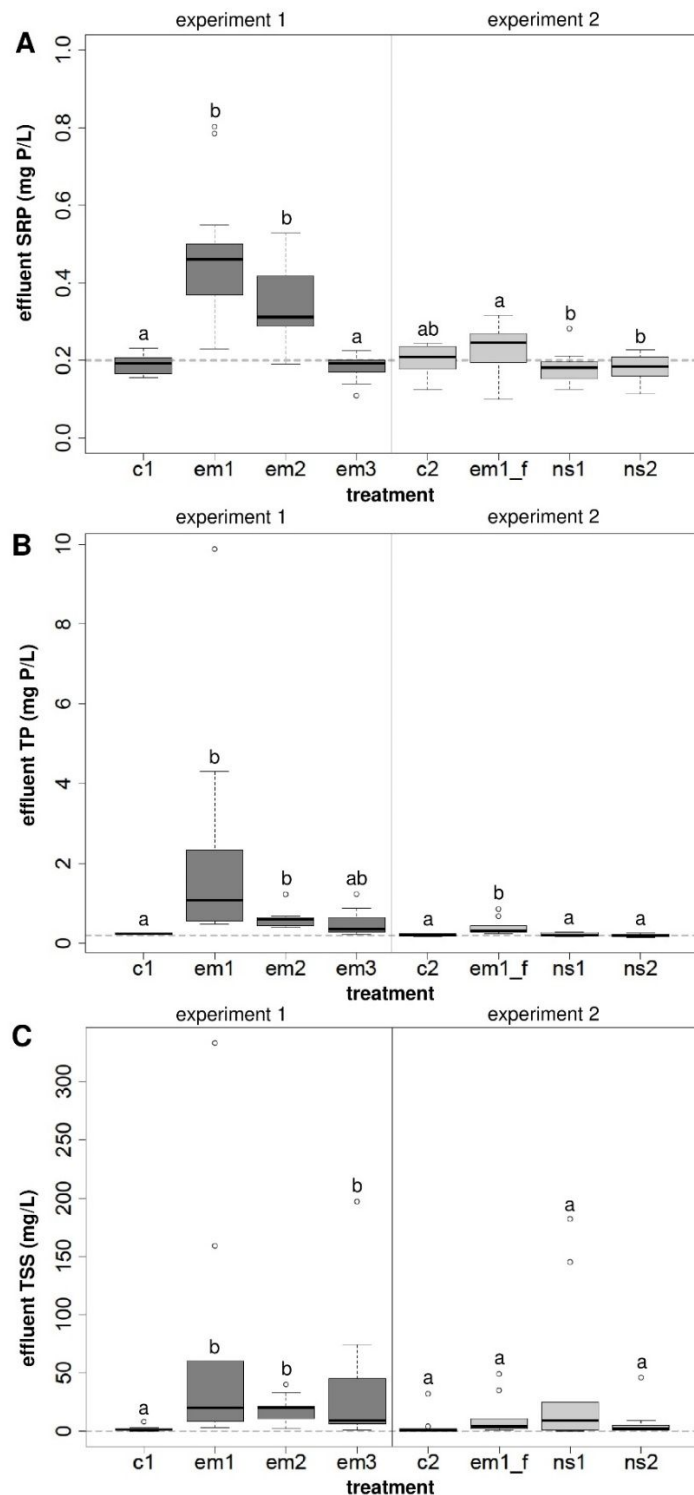 experiment 1 experiment 2
A
effluent SRP (mg P/L)
1.0
0.8
0.6
0.4
0.2
0.0
a b b a ab a b b
c1 em1 em2 em3 c2 em1_f ns1 ns2
treatment
experiment 1 experiment 2
B
effluent TP (mg P/L)
10
8
6
4
2
0
a b b ab a b a a
c1 em1 em2 em3 c2 em1_f ns1 ns2
treatment
experiment 1 experiment 2
C
effluent TSS (mg/L)
300
250
200
150
100
50
0
a b b b a a a a
c1 em1 em2 em3 c2 em1_f ns1 ns2
treatment